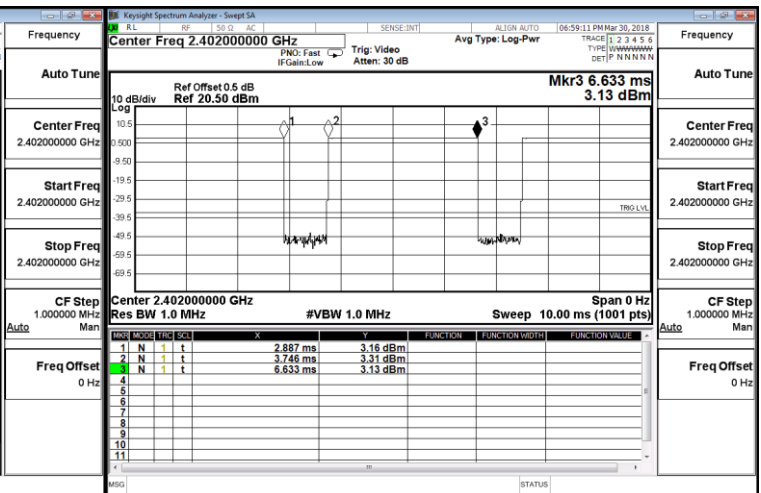 Keysight Spectrum Analyzer - Swept SA
RL RF 50 Ω AC SENSE:INT ALIGN AUTO 06:59:11 PM Mar 30, 2018
Center Freq 2.402000000 GHz
PNO: Fast
IFGain:Low
Trig: Video
Atten: 30 dB
Avg Type: Log-Pwr
TRACE 1 2 3 4 5 6
TYPE WWWWWW
DET P N N N N N
Frequency
Auto Tune
Center Freq
2.402000000 GHz
Start Freq
2.402000000 GHz
Stop Freq
2.402000000 GHz
CF Step
1.000000 MHz
Auto Man
Freq Offset
0 Hz
Ref Offset 0.5 dB
10 dB/div Ref 20.50 dBm
Log
Mkr3 6.633 ms
3.13 dBm
10.5
0.500
-9.50
-19.5
-29.5
-39.5
-49.5
-59.5
-69.5
1
2
3
TRIG LVL
Center 2.402000000 GHz Span 0 Hz
Res BW 1.0 MHz #VBW 1.0 MHz Sweep 10.00 ms (1001 pts)
MKR MODE TRC SCL X Y FUNCTION FUNCTION WIDTH FUNCTION VALUE
1 N 1 t 2.887 ms 3.16 dBm
2 N 1 t 3.746 ms 3.31 dBm
3 N 1 t 6.633 ms 3.13 dBm
4
5
6
7
8
9
10
11
MSG STATUS
Frequency
Auto Tune
Center Freq
2.402000000 GHz
Start Freq
2.402000000 GHz
Stop Freq
2.402000000 GHz
CF Step
1.000000 MHz
Auto Man
Freq Offset
0 Hz